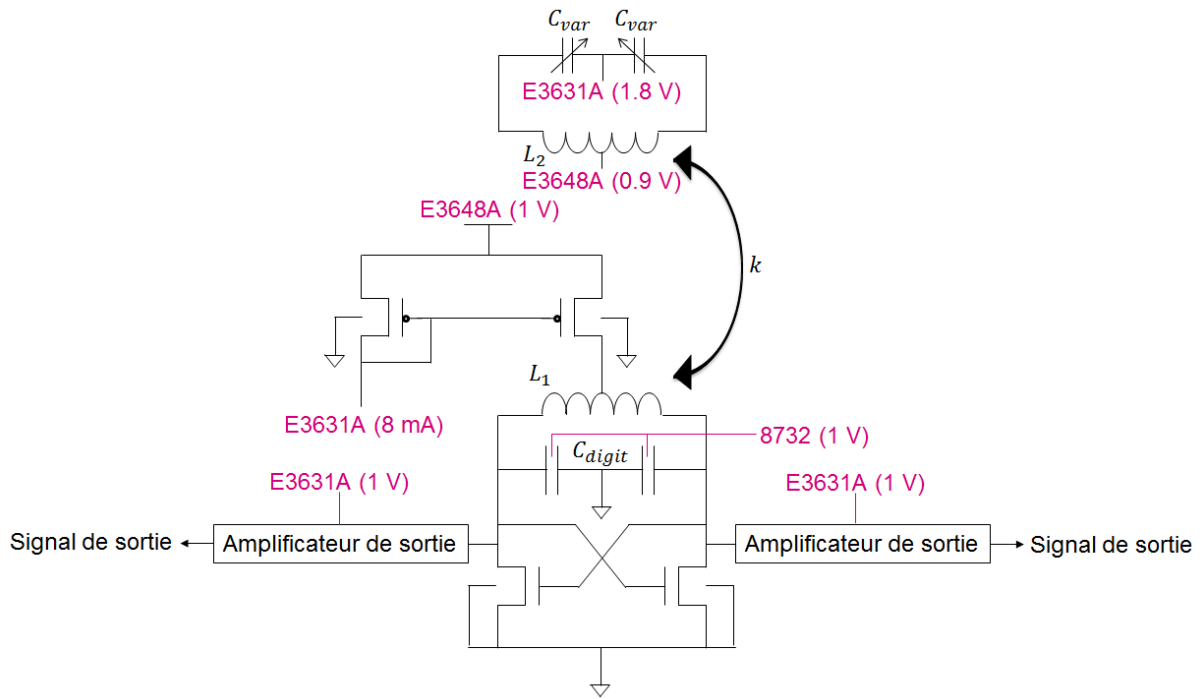 C_var C_var
E3631A (1.8 V)
L_2
E3648A (0.9 V)
E3648A (1 V)
k
L_1
E3631A (8 mA)
8732 (1 V)
C_digit
E3631A (1 V)
E3631A (1 V)
Signal de sortie
Amplificateur de sortie
Amplificateur de sortie
Signal de sortie